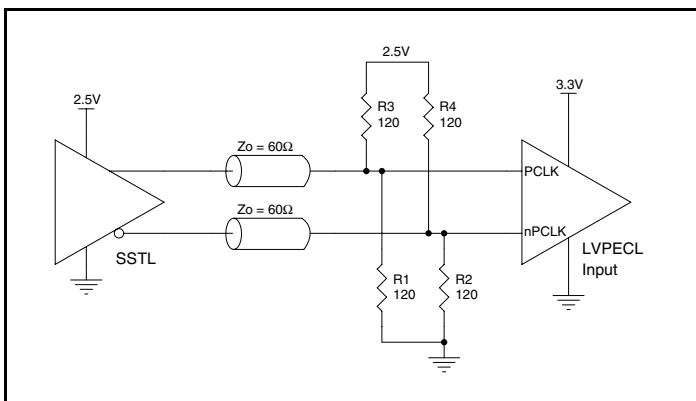 2.5V
2.5V
3.3V
R3
120
R4
120
Zo = 60Ω
PCLK
Zo = 60Ω
nPCLK
SSTL
LVPECL
Input
R1
120
R2
120